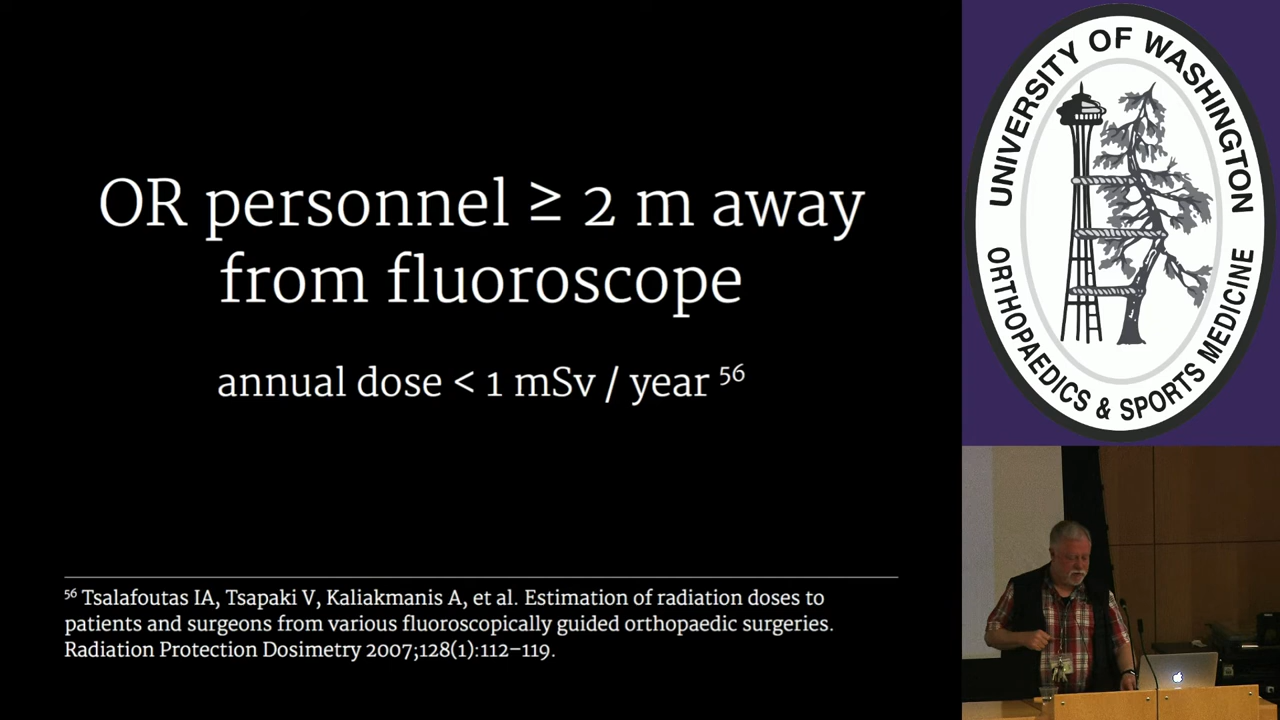 OR personnel ≥ 2 m away
from fluoroscope
annual dose < 1 mSv / year ⁵⁶
⁵⁶ Tsalafoutas IA, Tsapaki V, Kaliakmanis A, et al. Estimation of radiation doses to
patients and surgeons from various fluoroscopically guided orthopaedic surgeries.
Radiation Protection Dosimetry 2007;128(1):112–119.
UNIVERSITY OF WASHINGTON
ORTHOPAEDICS & SPORTS MEDICINE